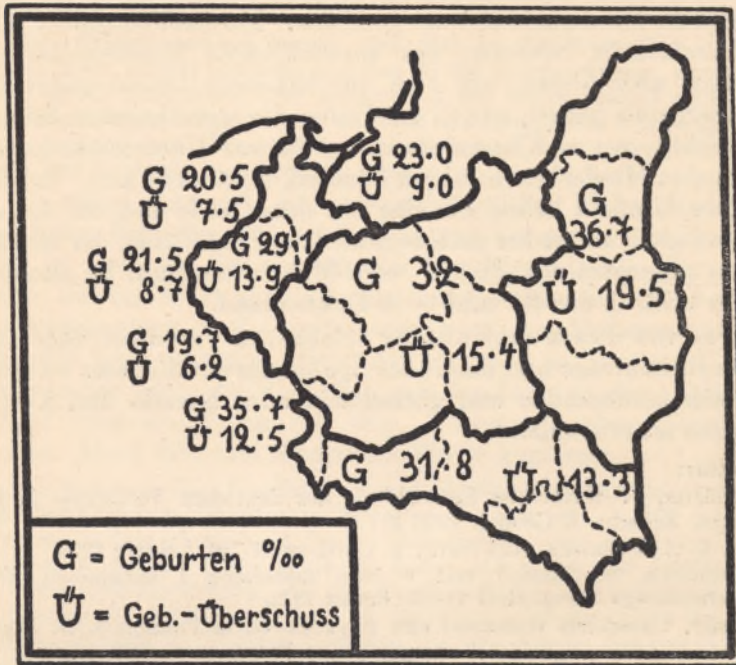 G 23·0
Ü 9·0
G 20·5
Ü 7·5
G 36·7
G 29·1
Ü 13·9
G 21·5
Ü 8·7
G 32
Ü 19·5
G 19·7
Ü 6·2
Ü 15·4
G 35·7
Ü 12·5
G 31·8
Ü 13·3
G = Geburten ‰
Ü = Geb.-Überschuss